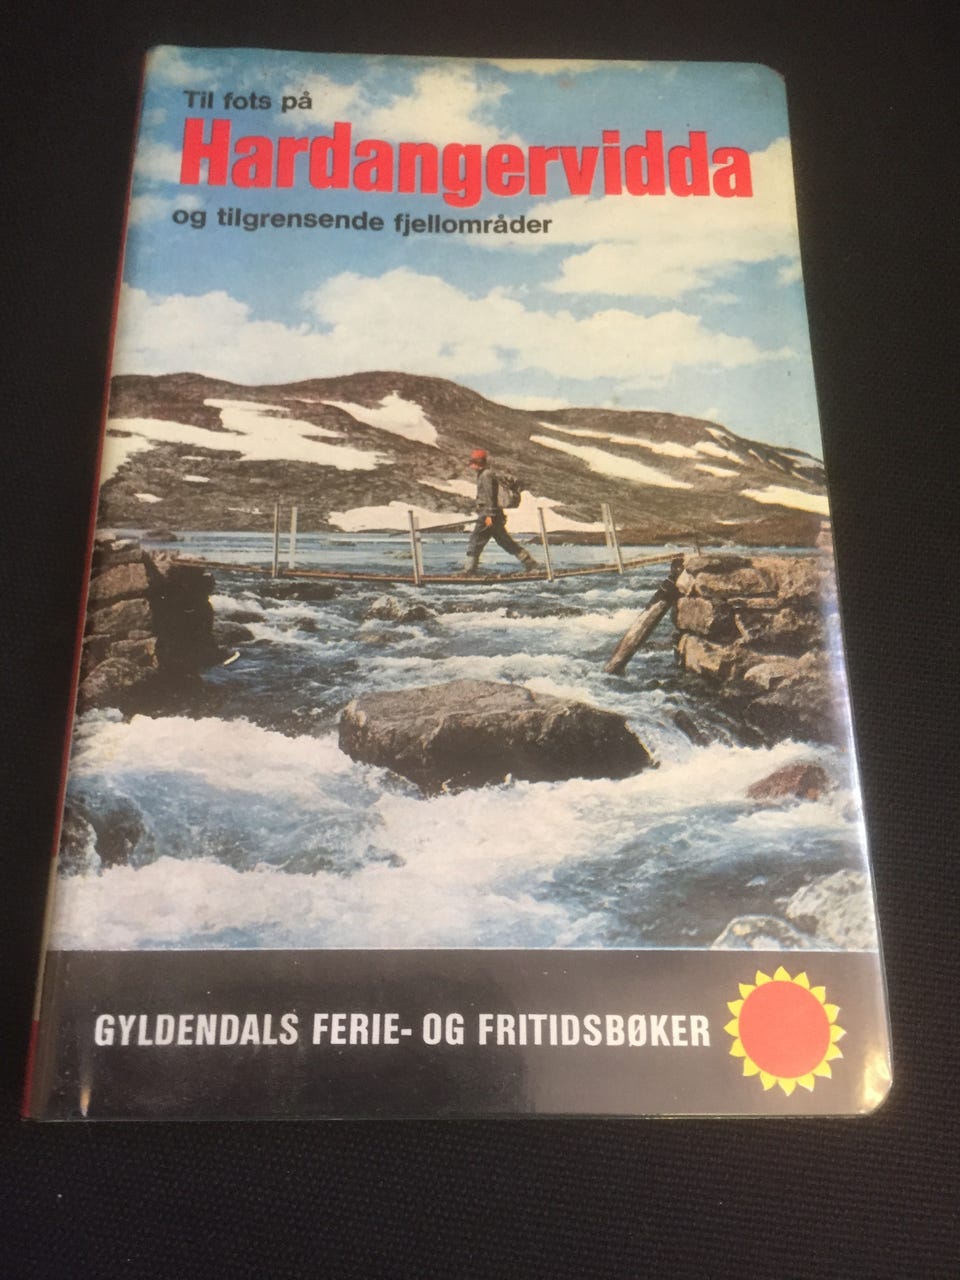 Til fots på
Hardangervidda
og tilgrensende fjellområder
GYLDENDALS FERIE- OG FRITIDSBØKER